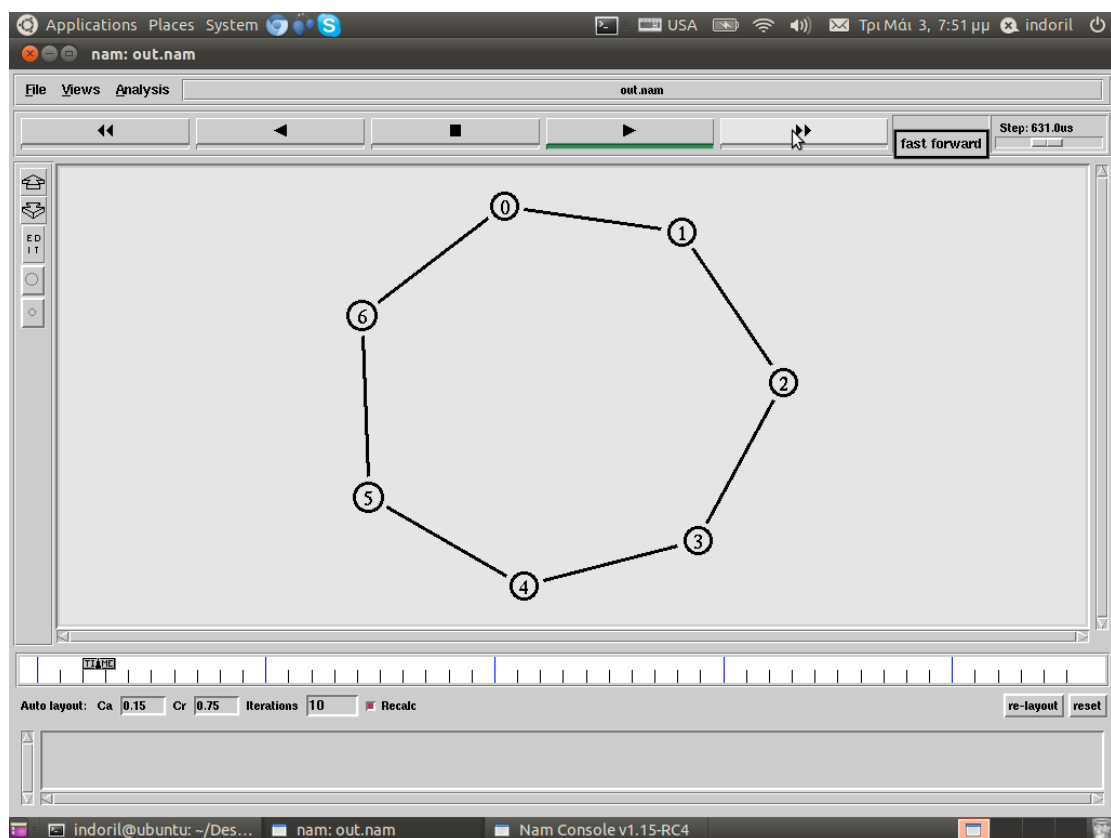 Applications Places System USA Τρι Μάι 3, 7:51 μμ indoril
nam: out.nam
File Views Analysis out.nam
fast forward Step: 631.0us
ED
IT
0
1
6
2
5
3
4
TIME
Auto layout: Ca 0.15 Cr 0.75 Iterations 10 Recalc re-layout reset
indoril@ubuntu: ~/Des... nam: out.nam Nam Console v1.15-RC4